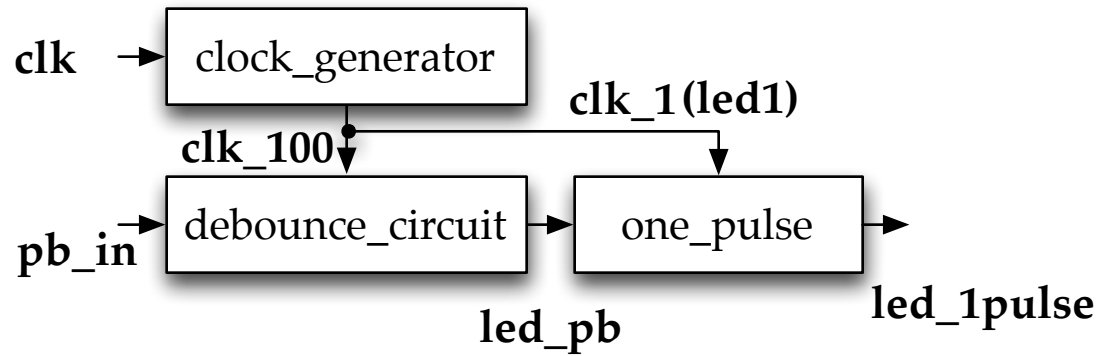 clk
clock_generator
clk_1 (led1)
clk_100
pb_in
debounce_circuit
one_pulse
led_pb
led_1pulse